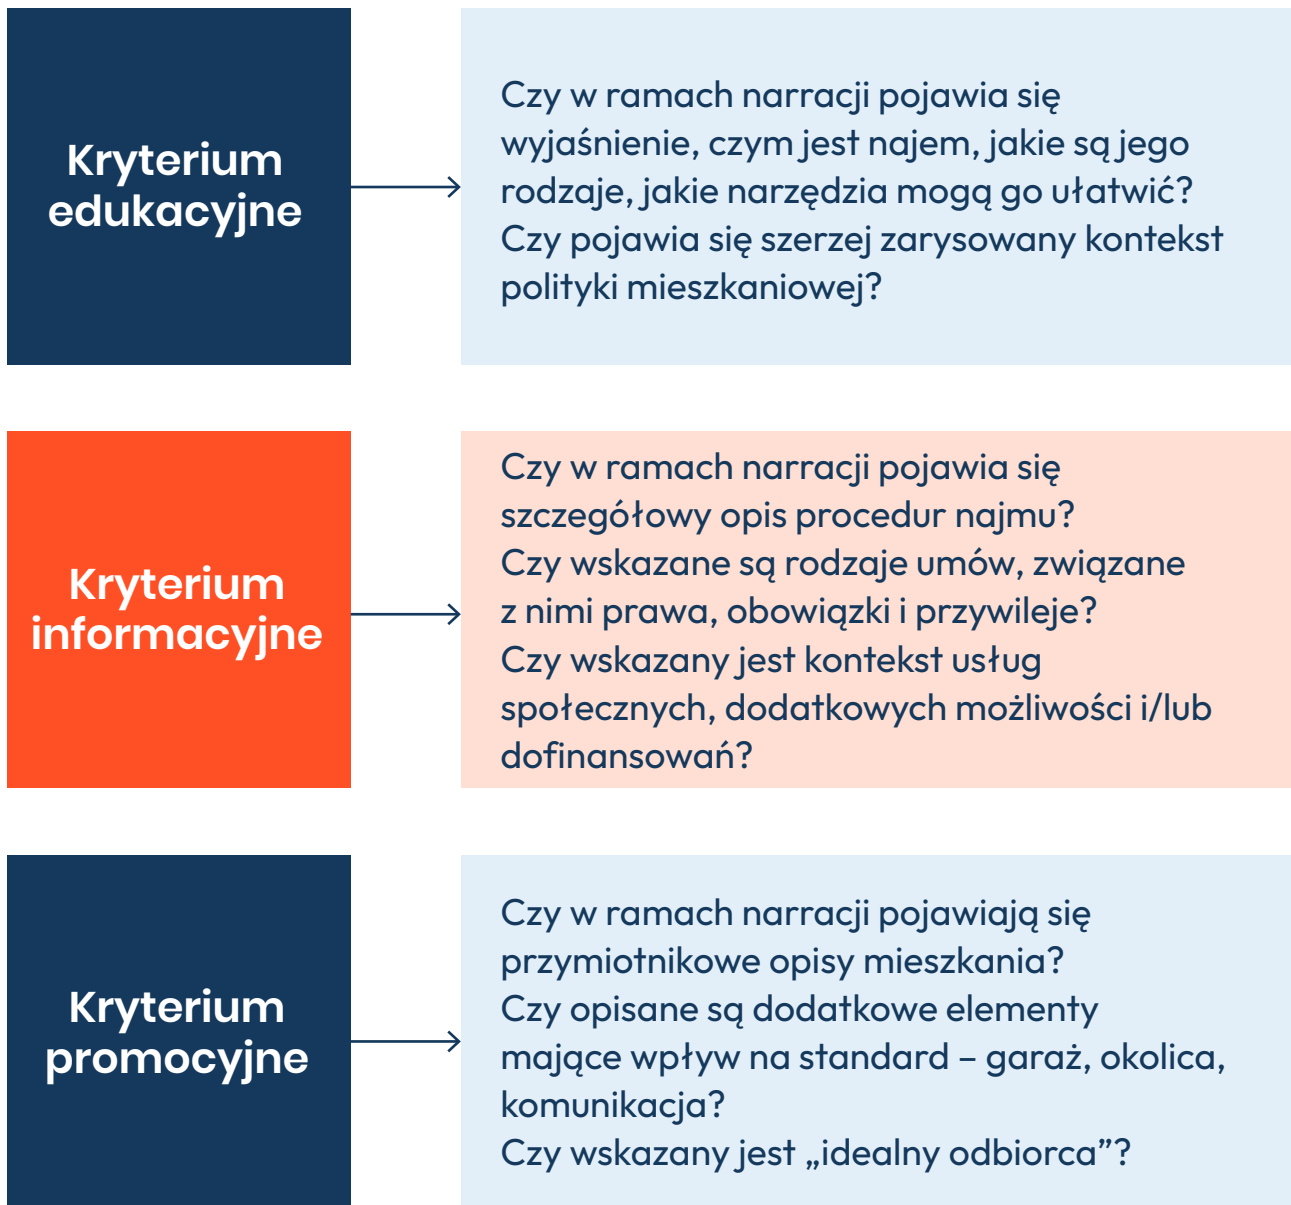 Kryterium
edukacyjne
Czy w ramach narracji pojawia się
wyjaśnienie, czym jest najem, jakie są jego
rodzaje, jakie narzędzia mogą go ułatwić?
Czy pojawia się szerzej zarysowany kontekst
polityki mieszkaniowej?
Kryterium
informacyjne
Czy w ramach narracji pojawia się
szczegółowy opis procedur najmu?
Czy wskazane są rodzaje umów, związane
z nimi prawa, obowiązki i przywileje?
Czy wskazany jest kontekst usług
społecznych, dodatkowych możliwości i/lub
dofinansowań?
Kryterium
promocyjne
Czy w ramach narracji pojawiają się
przymiotnikowe opisy mieszkania?
Czy opisane są dodatkowe elementy
mające wpływ na standard – garaż, okolica,
komunikacja?
Czy wskazany jest „idealny odbiorca”?